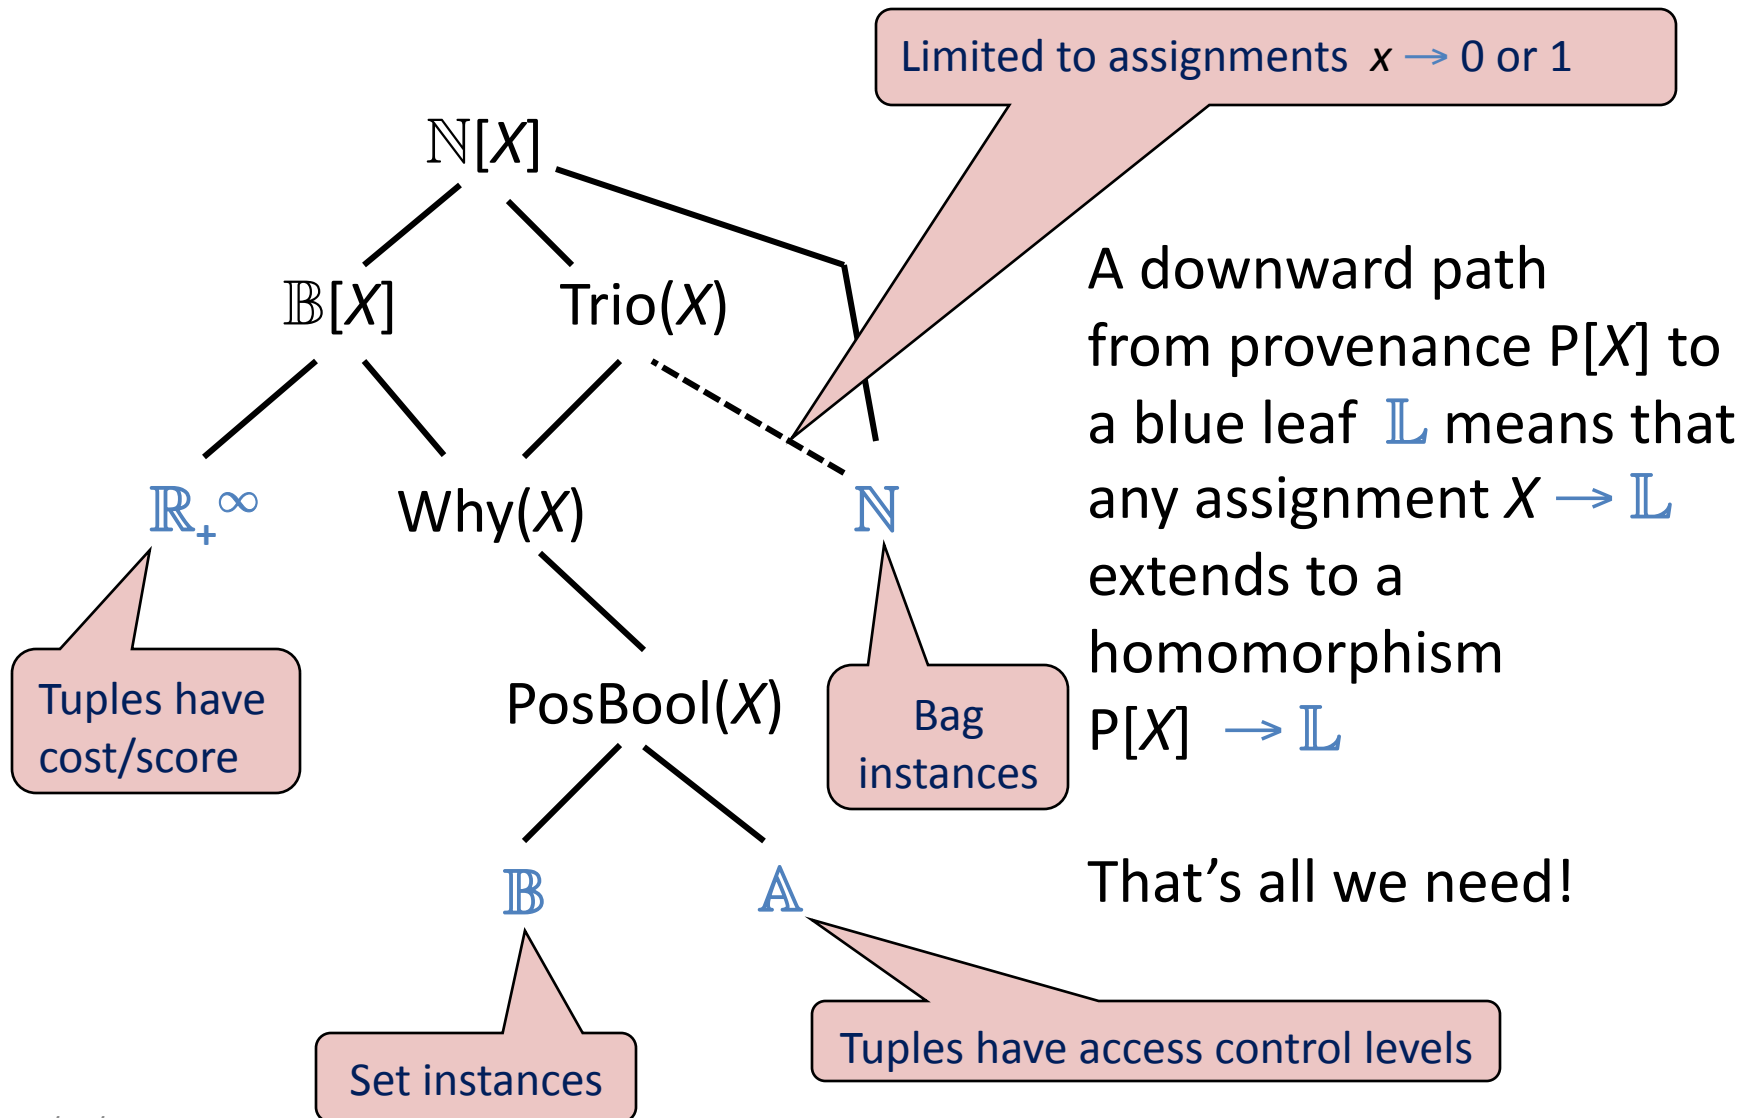 Limited to assignments x → 0 or 1
ℕ[X]
𝔹[X]
Trio(X)
ℝ₊^∞
Why(X)
ℕ
Tuples have
cost/score
PosBool(X)
Bag
instances
𝔹
𝔸
Set instances
Tuples have access control levels
A downward path
from provenance P[X] to
a blue leaf 𝕃 means that
any assignment X → 𝕃
extends to a
homomorphism
P[X] → 𝕃
That's all we need!